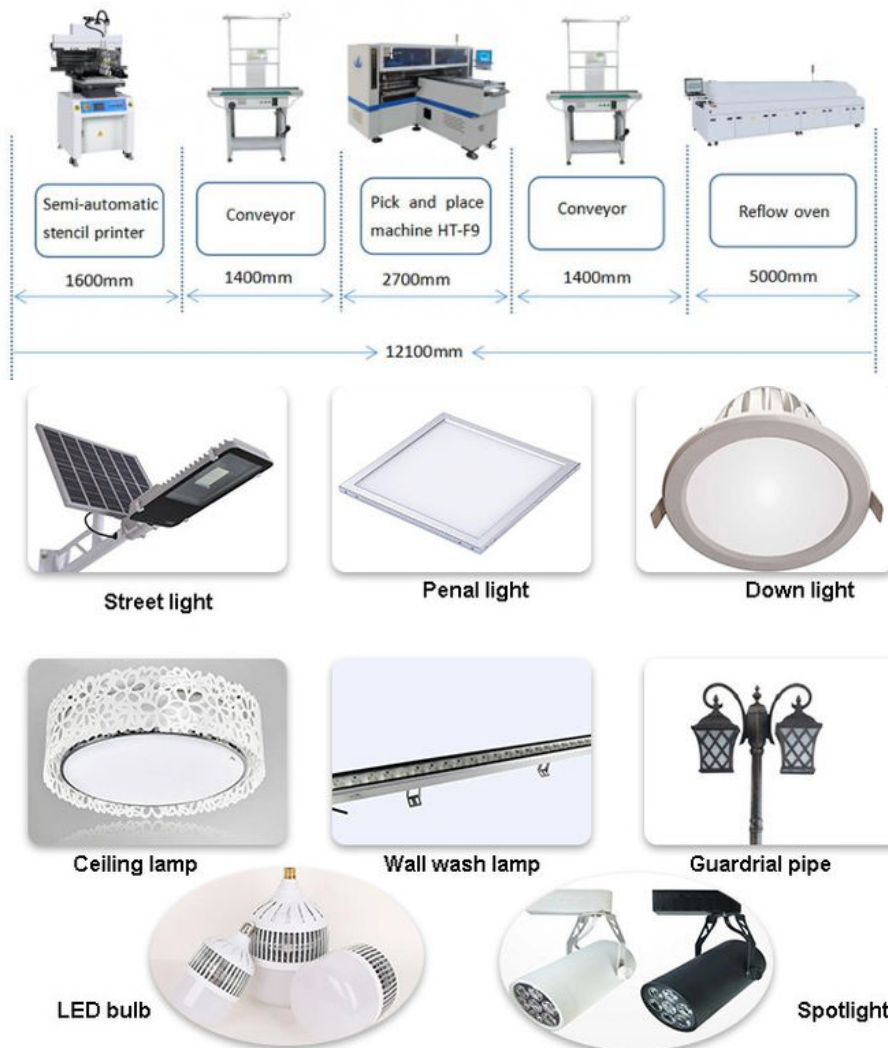 Semi-automatic
stencil printer
Conveyor
Pick and place
machine HT-F9
Conveyor
Reflow oven
1600mm
1400mm
2700mm
1400mm
5000mm
12100mm
Street light
Penal light
Down light
Ceiling lamp
Wall wash lamp
Guardrial pipe
LED bulb
Spotlight